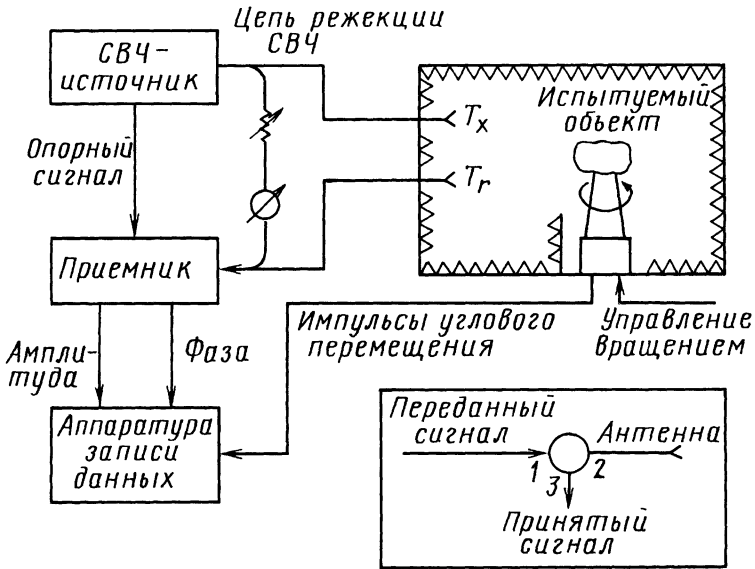 Цепь режекции
СВЧ
СВЧ-
источник
Испытуемый
объект
Tx
Опорный
сигнал
Tr
Приемник
Импульсы углового
перемещения
Управление
вращением
Ампли-
туда
Фаза
Аппаратура
записи
данных
Переданный
сигнал
Антенна
1
2
3
Принятый
сигнал